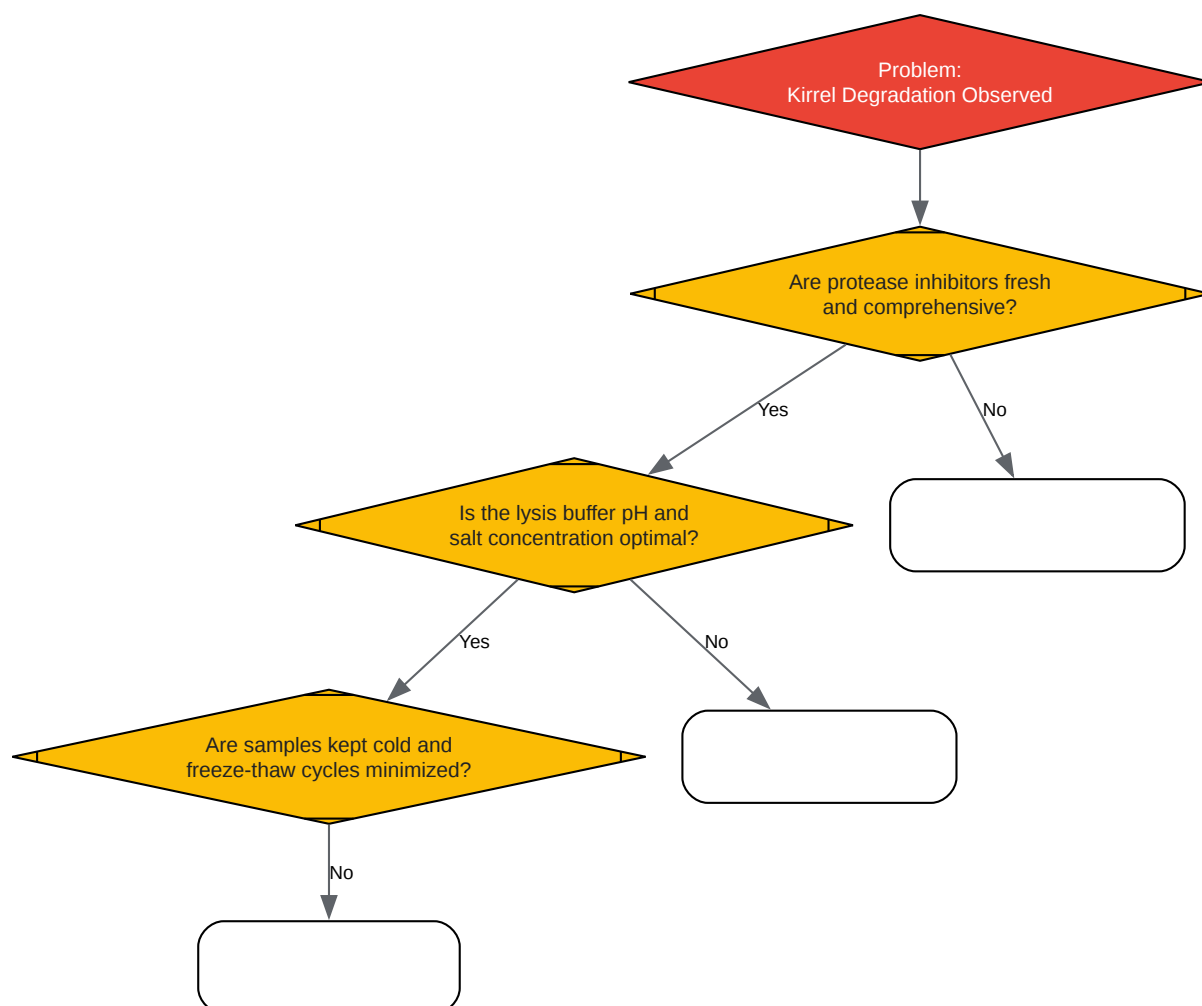 Problem:
Kirrel Degradation Observed
Are protease inhibitors fresh
and comprehensive?
Yes
No
Is the lysis buffer pH and
salt concentration optimal?
Yes
No
Are samples kept cold and
freeze-thaw cycles minimized?
No